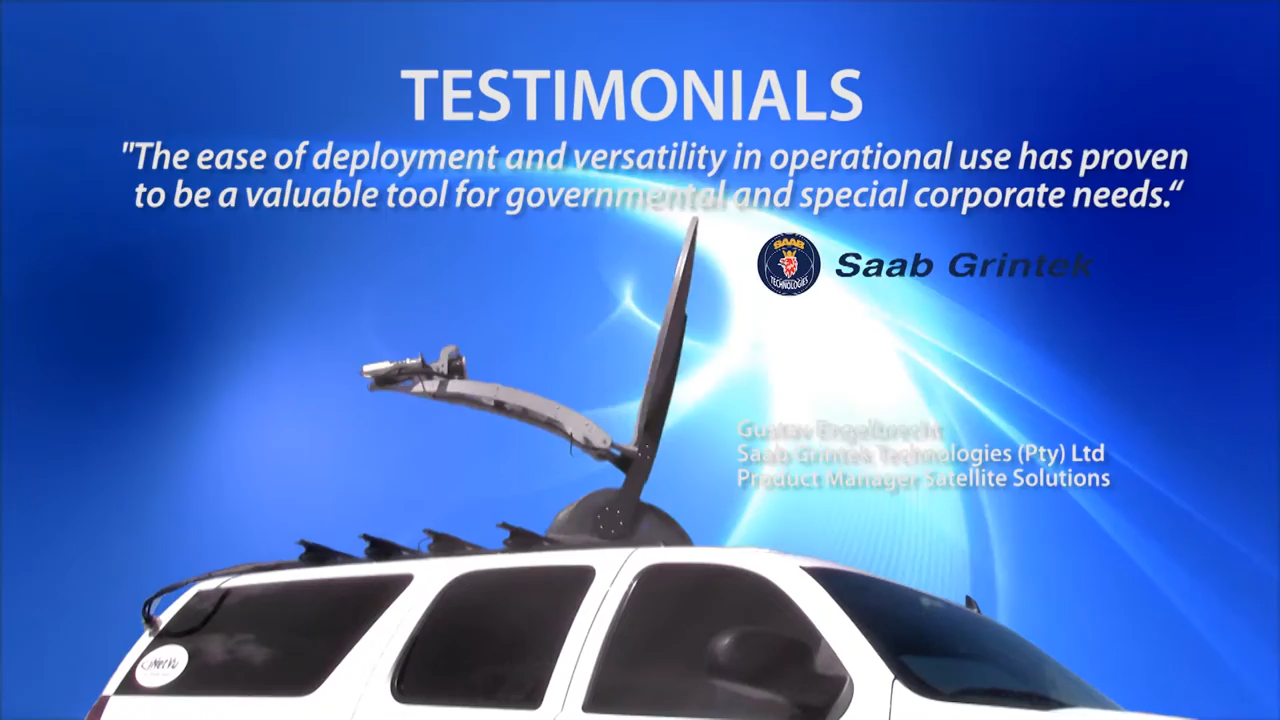 TESTIMONIALS
"The ease of deployment and versatility in operational use has proven
to be a valuable tool for governmental and special corporate needs.“
SAAB
TECHNOLOGIES
Saab Grintek
Gustav Engelbrecht
Saab Grintek Technologies (Pty) Ltd
Product Manager Satellite Solutions